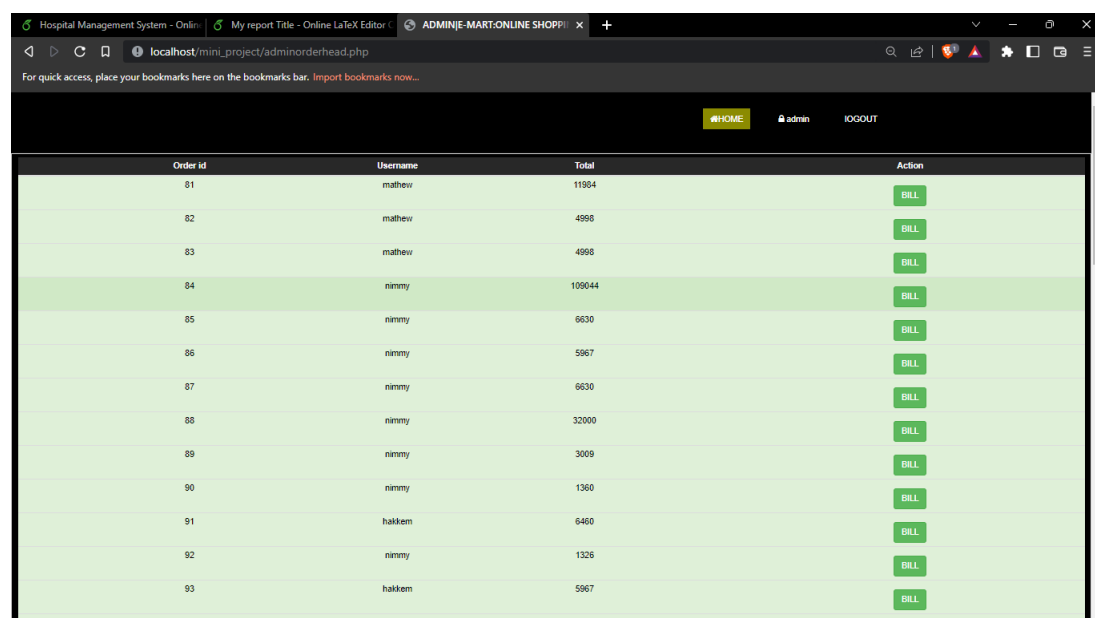 Hospital Management System - Online
My report Title - Online LaTeX Editor
ADMIN|E-MART:ONLINE SHOPPI
localhost/mini_project/adminorderhead.php
For quick access, place your bookmarks here on the bookmarks bar. Import bookmarks now...
HOME admin lOGOUT
Order id Username Total Action
81 mathew 11984 BILL
82 mathew 4998 BILL
83 mathew 4998 BILL
84 nimmy 109044 BILL
85 nimmy 6630 BILL
86 nimmy 5967 BILL
87 nimmy 6630 BILL
88 nimmy 32000 BILL
89 nimmy 3009 BILL
90 nimmy 1360 BILL
91 hakkem 6460 BILL
92 nimmy 1326 BILL
93 hakkem 5967 BILL